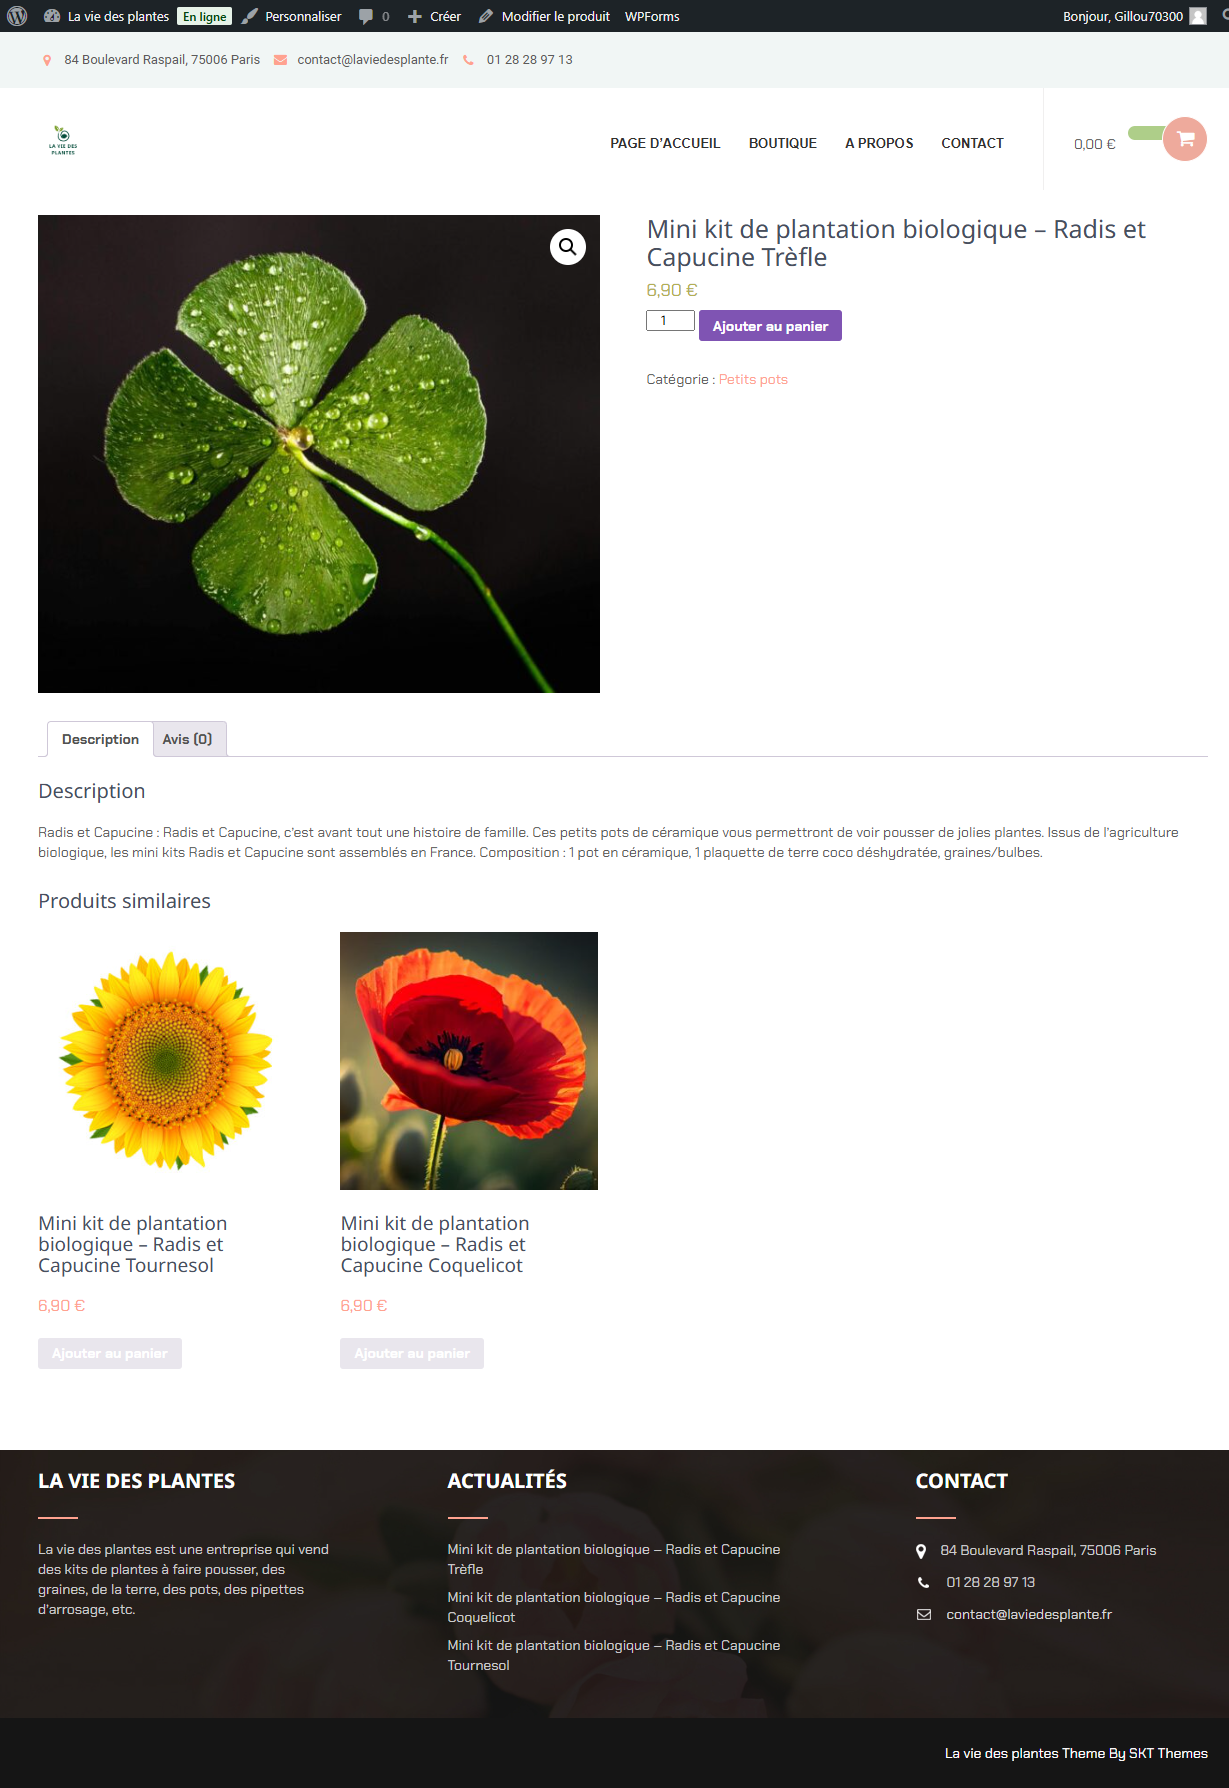 La vie des plantes En ligne Personnaliser 0 Créer Modifier le produit WPForms Bonjour, Gillou70300
84 Boulevard Raspail, 75006 Paris contact@laviedesplante.fr 01 28 28 97 13
LA VIE DES
PLANTES
PAGE D'ACCUEIL BOUTIQUE A PROPOS CONTACT 0,00 €
Mini kit de plantation biologique – Radis et
Capucine Trèfle
6,90 €
1 Ajouter au panier
Catégorie : Petits pots
Description Avis (0)
Description
Radis et Capucine : Radis et Capucine, c'est avant tout une histoire de famille. Ces petits pots de céramique vous permettront de voir pousser de jolies plantes. Issus de l'agriculture
biologique, les mini kits Radis et Capucine sont assemblés en France. Composition : 1 pot en céramique, 1 plaquette de terre coco déshydratée, graines/bulbes.
Produits similaires
Mini kit de plantation
biologique – Radis et
Capucine Tournesol
6,90 €
Ajouter au panier
Mini kit de plantation
biologique – Radis et
Capucine Coquelicot
6,90 €
Ajouter au panier
LA VIE DES PLANTES
La vie des plantes est une entreprise qui vend
des kits de plantes à faire pousser, des
graines, de la terre, des pots, des pipettes
d'arrosage, etc.
ACTUALITÉS
Mini kit de plantation biologique – Radis et Capucine
Trèfle
Mini kit de plantation biologique – Radis et Capucine
Coquelicot
Mini kit de plantation biologique – Radis et Capucine
Tournesol
CONTACT
84 Boulevard Raspail, 75006 Paris
01 28 28 97 13
contact@laviedesplante.fr
La vie des plantes Theme By SKT Themes